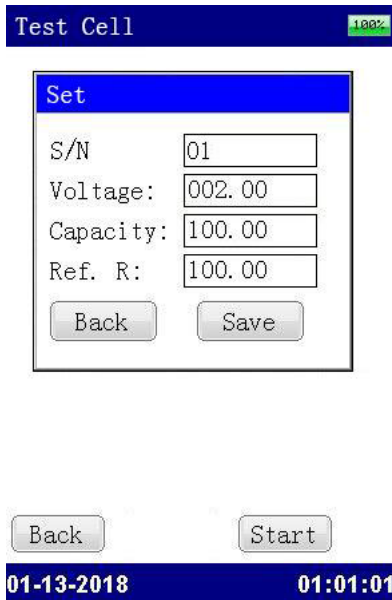 Test Cell 100%
Set
S/N 01
Voltage: 002.00
Capacity: 100.00
Ref. R: 100.00
Back Save
Back Start
01-13-2018 01:01:01